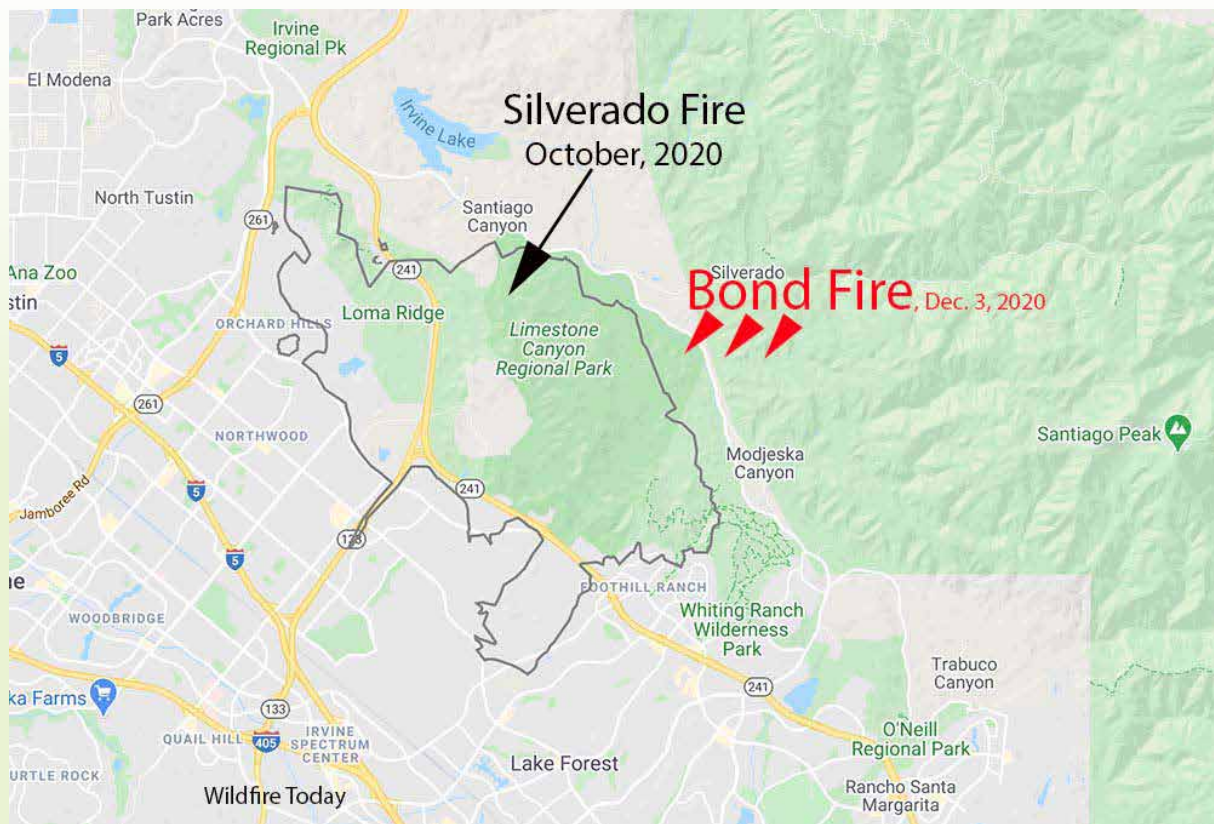 Park Acres
Irvine
Regional Pk
El Modena
Irvine Lake
Silverado Fire
October, 2020
North Tustin
261
Santiago
Canyon
Ana Zoo
stin
241
Silverado
Bond Fire, Dec. 3, 2020
Loma Ridge
ORCHARD HILLS
Limestone
Canyon
Regional Park
5
261
NORTHWOOD
Santiago Peak
Modjeska
Canyon
Jamboree Rd
5
241
133
5
ne
FOOTHILL RANCH
WOODBRIDGE
Whiting Ranch
Wilderness
Park
Trabuco
Canyon
241
ka Farms
133
QUAIL HILL
405
IRVINE
SPECTRUM
CENTER
O'Neill
Regional Park
Lake Forest
URTLE ROCK
Wildfire Today
Rancho Santa
Margarita